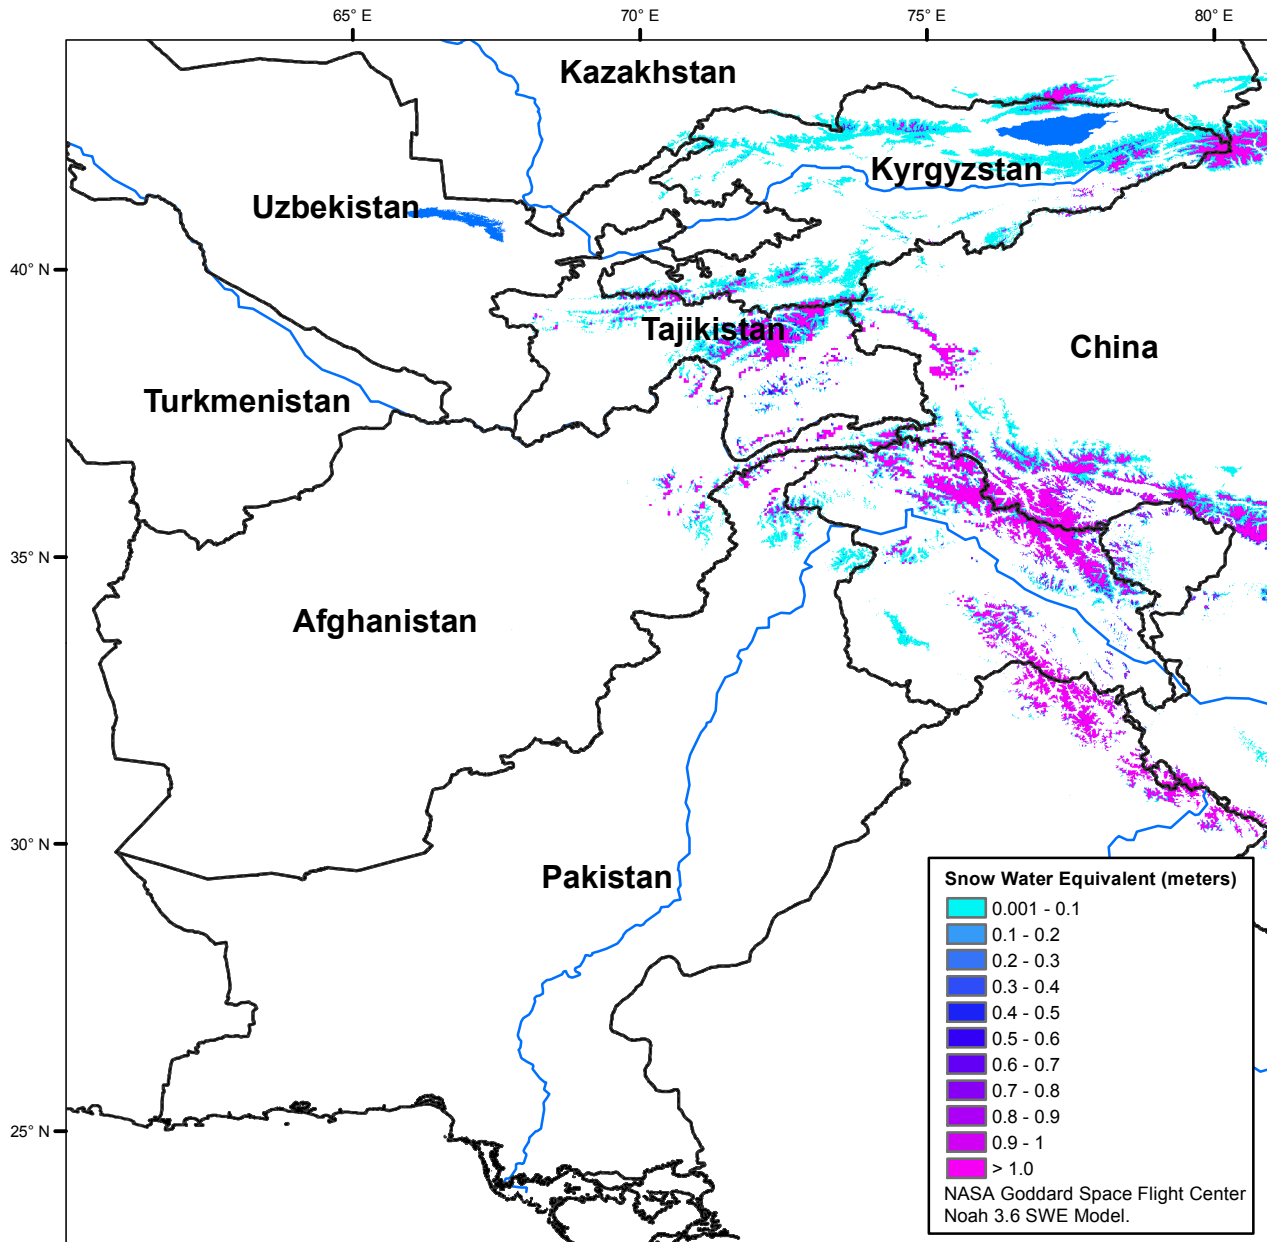 65° E
70° E
75° E
80° E
Kazakhstan
Kyrgyzstan
Uzbekistan
40° N
Tajikistan
China
Turkmenistan
35° N
Afghanistan
30° N
Pakistan
25° N
Snow Water Equivalent (meters)
0.001 - 0.1
0.1 - 0.2
0.2 - 0.3
0.3 - 0.4
0.4 - 0.5
0.5 - 0.6
0.6 - 0.7
0.7 - 0.8
0.8 - 0.9
0.9 - 1
> 1.0
NASA Goddard Space Flight Center
Noah 3.6 SWE Model.